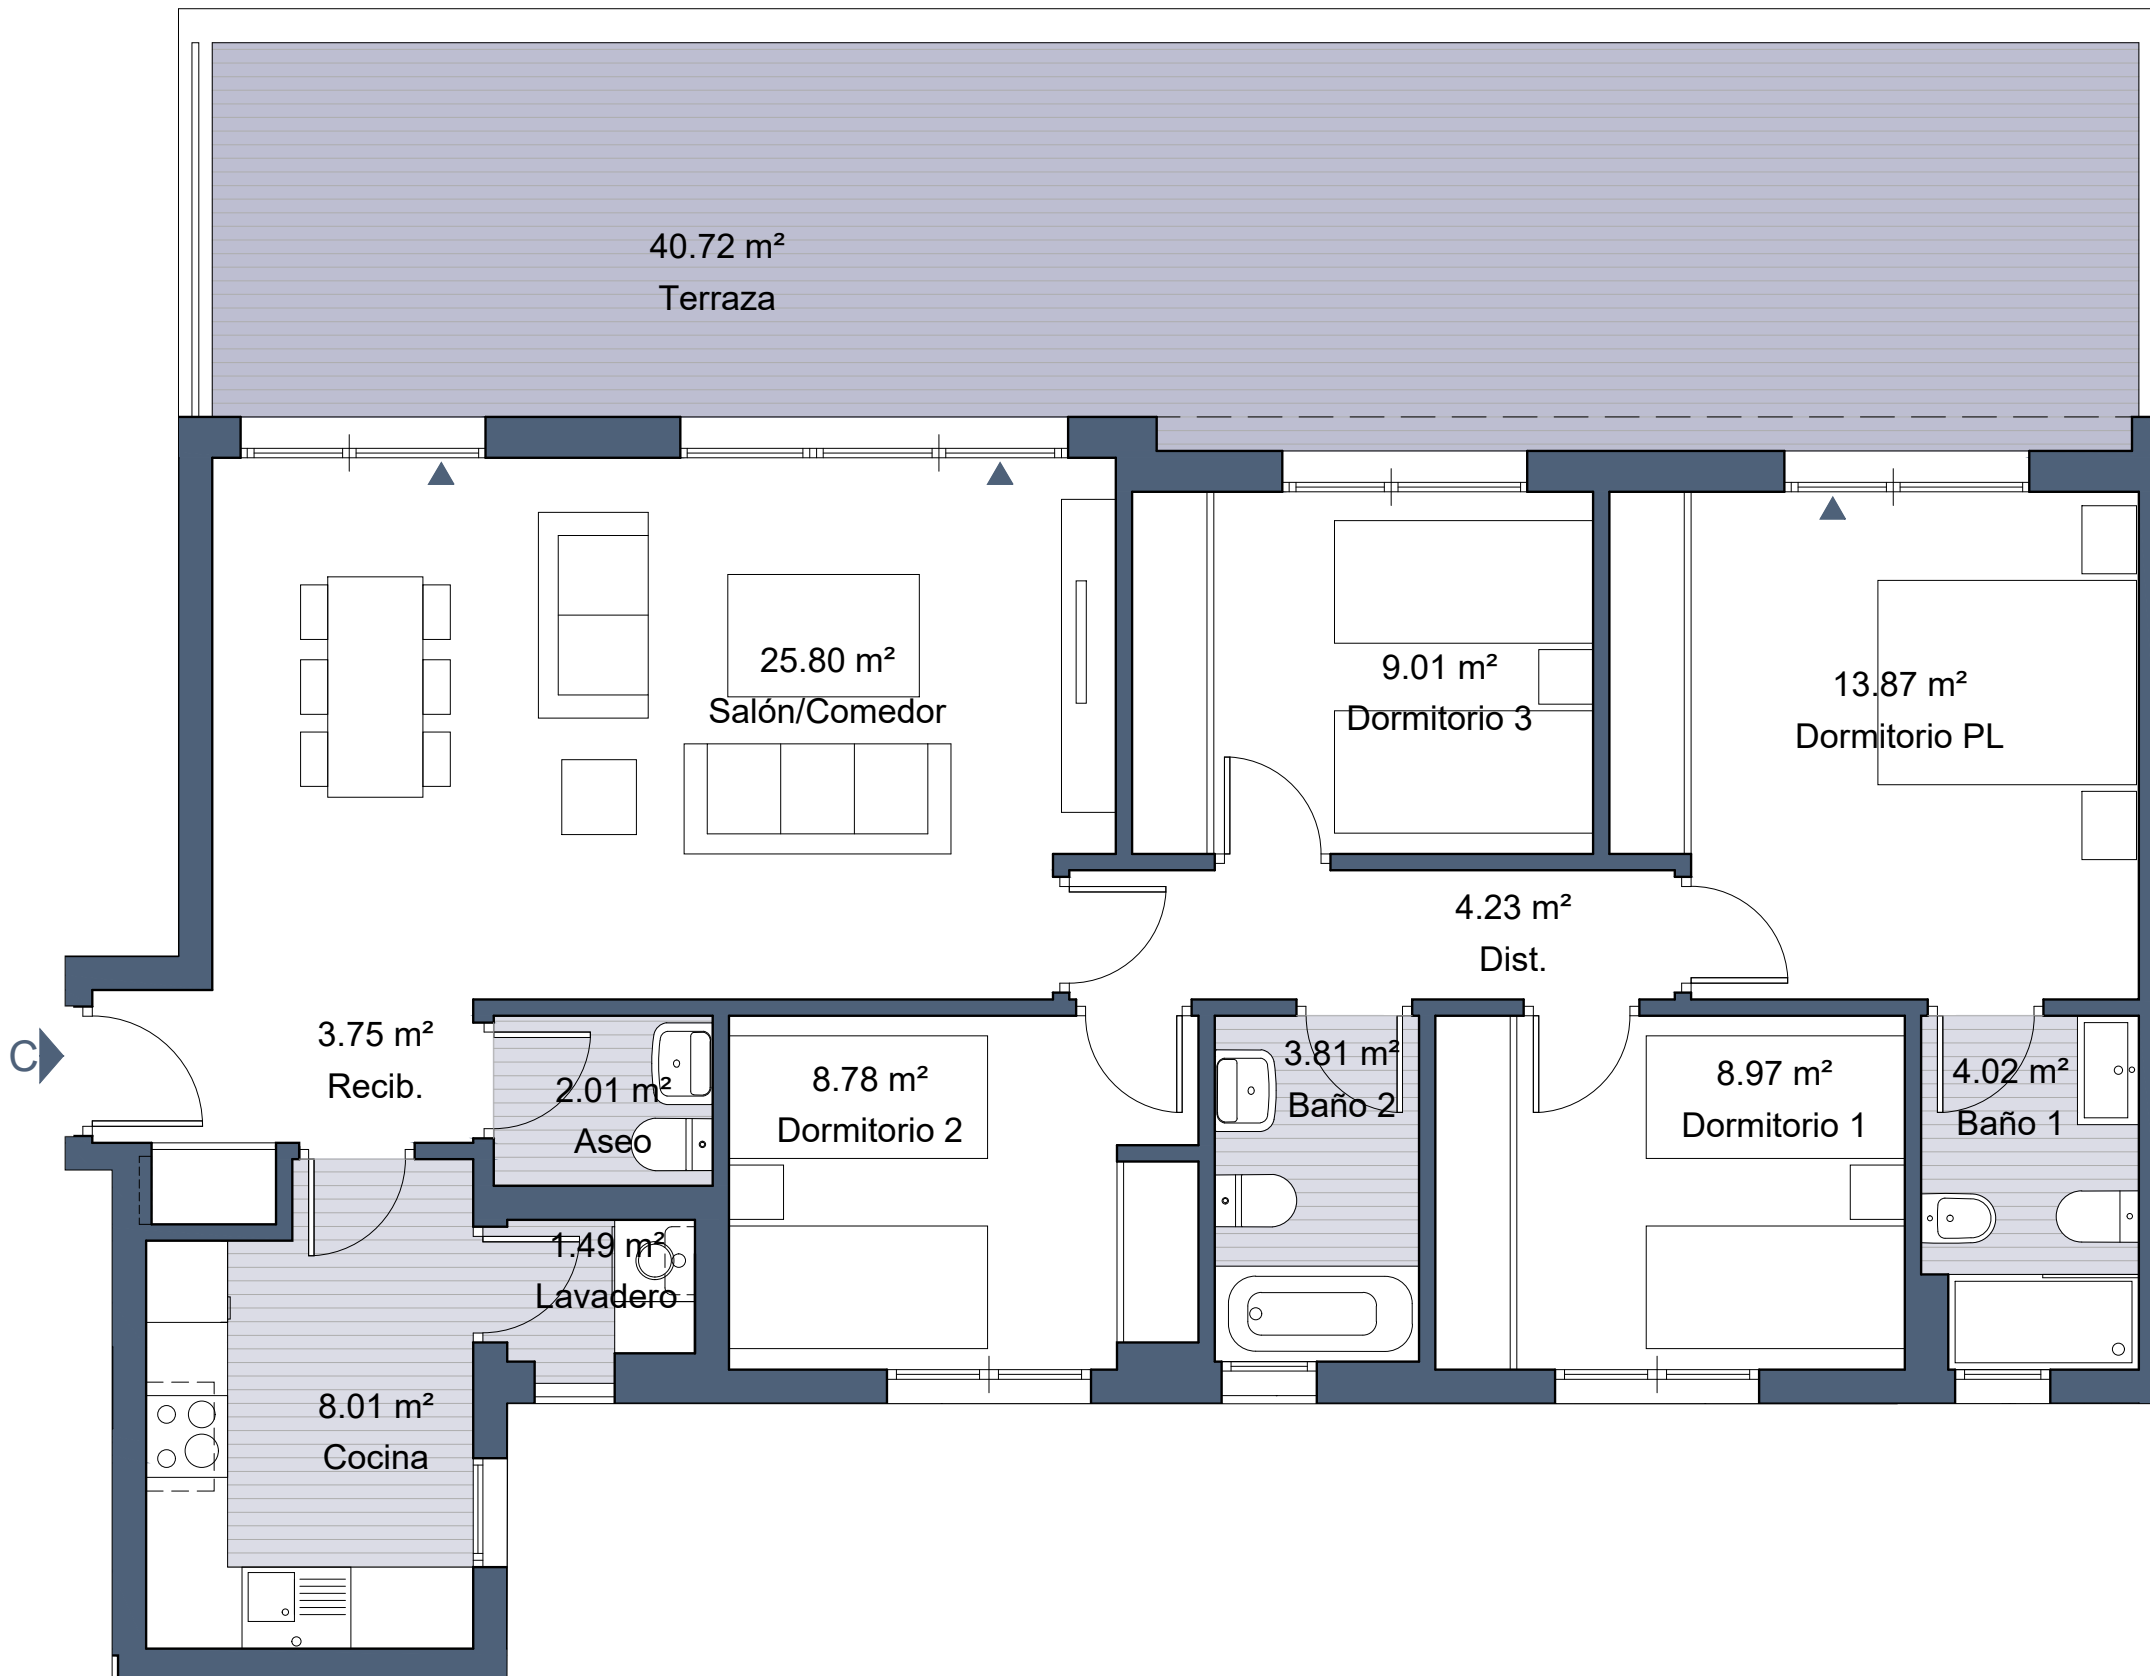 40.72 m²
Terraza
25.80 m²
Salón/Comedor
9.01 m²
Dormitorio 3
13.87 m²
Dormitorio PL
4.23 m²
Dist.
C
3.75 m²
Recib.
2.01 m²
Aseo
8.78 m²
Dormitorio 2
3.81 m²
Baño 2
8.97 m²
Dormitorio 1
4.02 m²
Baño 1
1.49 m²
Lavadero
8.01 m²
Cocina